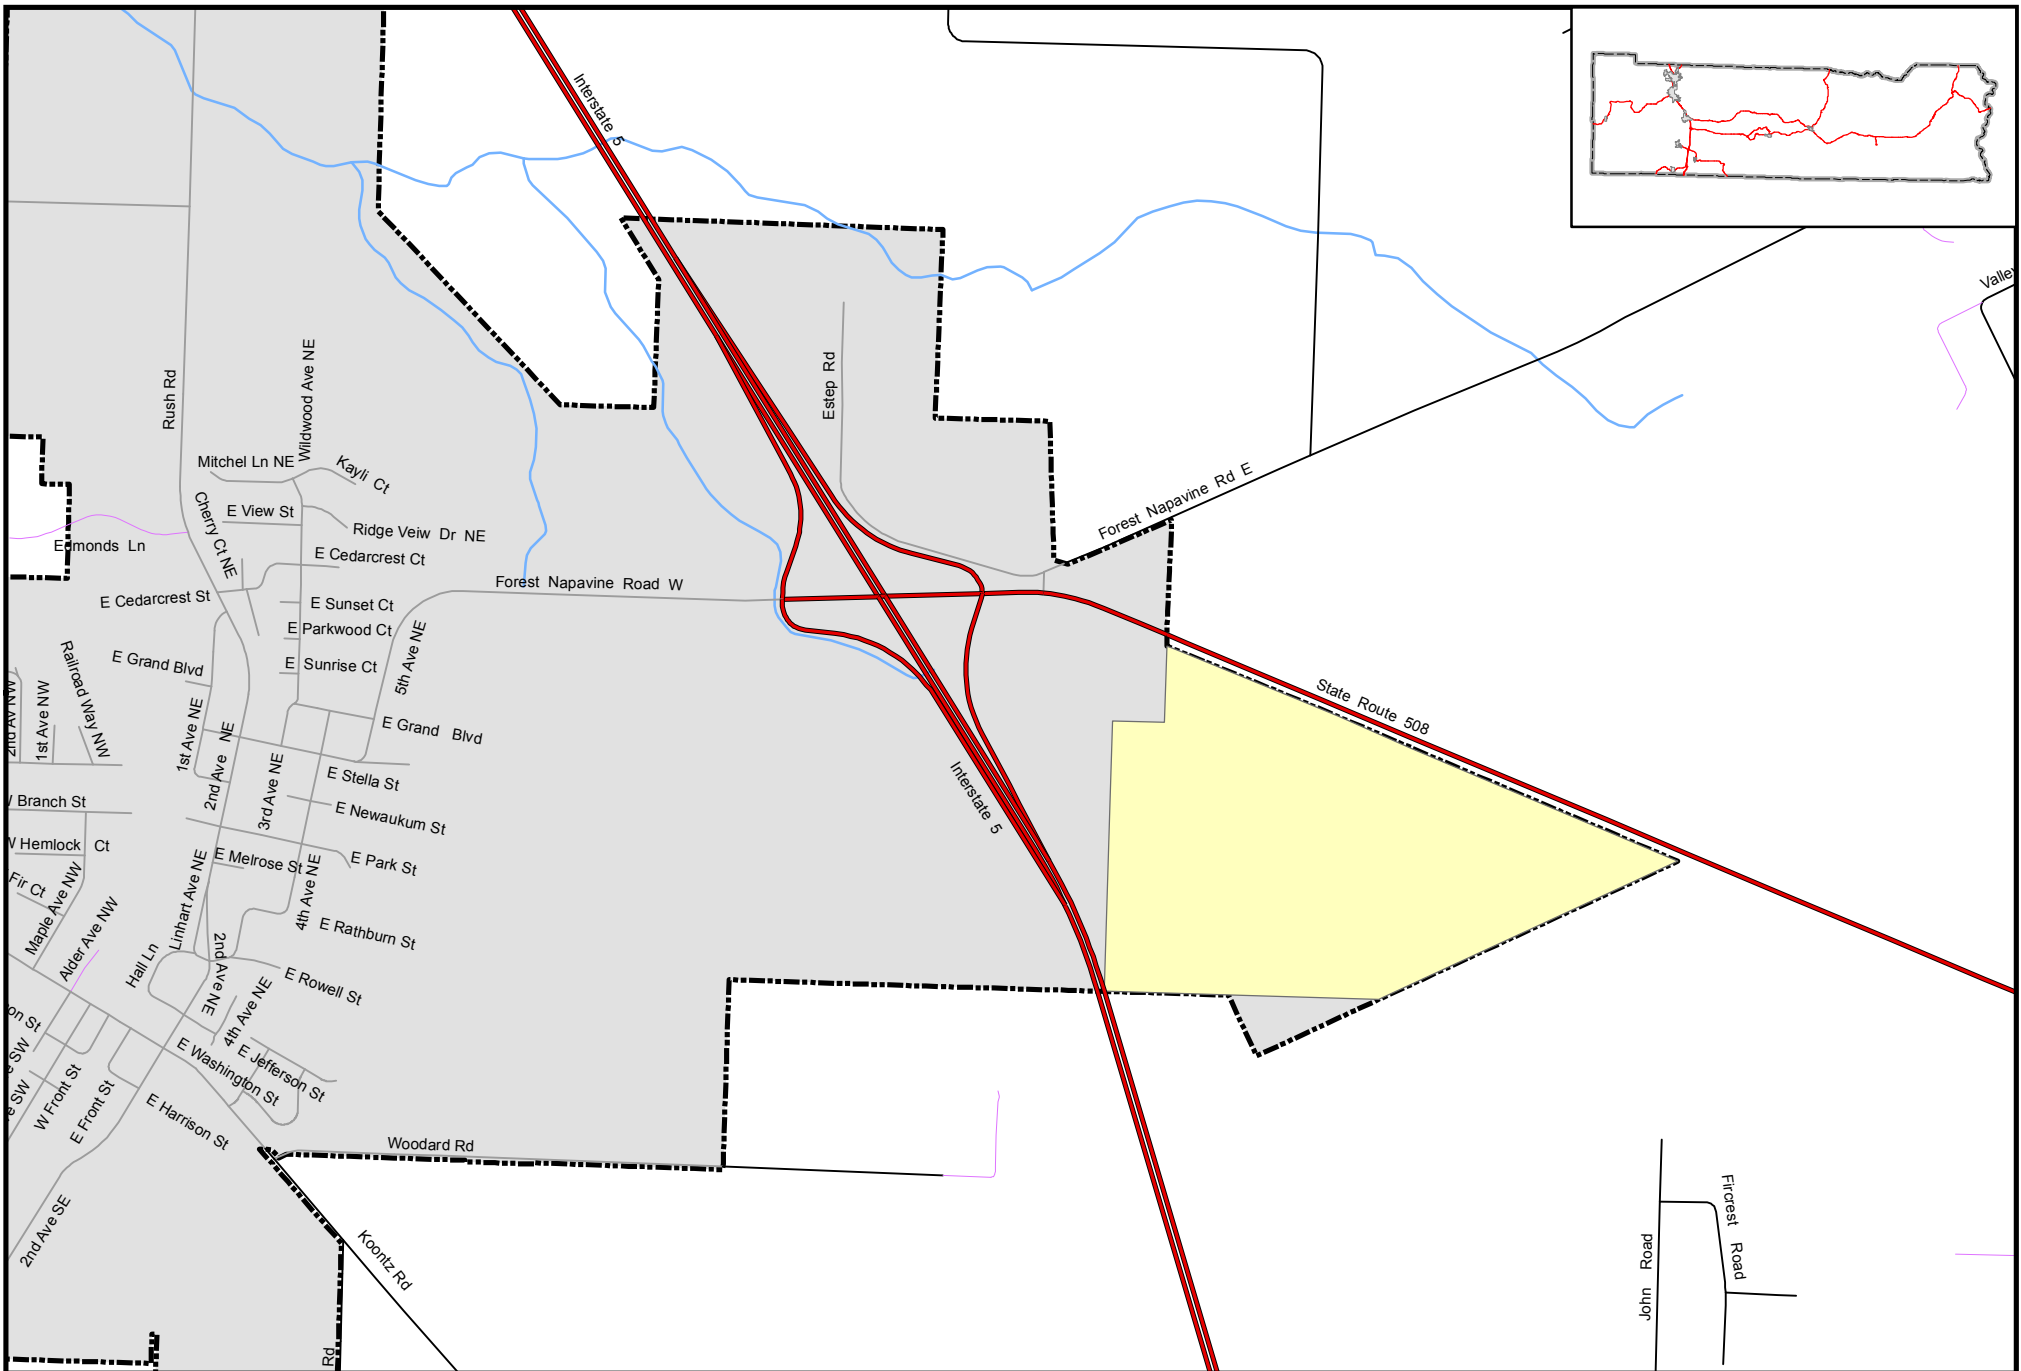 Interstate 5
Valle
Rush Rd
Wildwood Ave NE
Estep Rd
Mitchel Ln NE
Kayli Ct
Cherry Ct NE
E View St
Ridge Veiw Dr NE
Forest Napavine Rd E
Edmonds Ln
E Cedarcrest Ct
Forest Napavine Road W
E Cedarcrest St
E Sunset Ct
E Parkwood Ct
5th Ave NE
Railroad Way NW
E Grand Blvd
E Sunrise Ct
2nd Av NW
1st Ave NW
1st Ave NE
2nd Ave NE
E Grand Blvd
State Route 508
3rd Ave NE
E Stella St
Interstate 5
W Branch St
E Newaukum St
W Hemlock Ct
E Melrose St
E Park St
Fir Ct
Maple Ave NW
Linhart Ave NE
4th Ave NE
Alder Ave NW
E Rathburn St
Hall Ln
2nd Ave NE
E Rowell St
4th Ave NE
on St
e SW
E Washington St
E Jefferson St
e SW
W Front St
E Front St
E Harrison St
Woodard Rd
2nd Ave SE
Koontz Rd
Rd
John Road
Fircrest Road